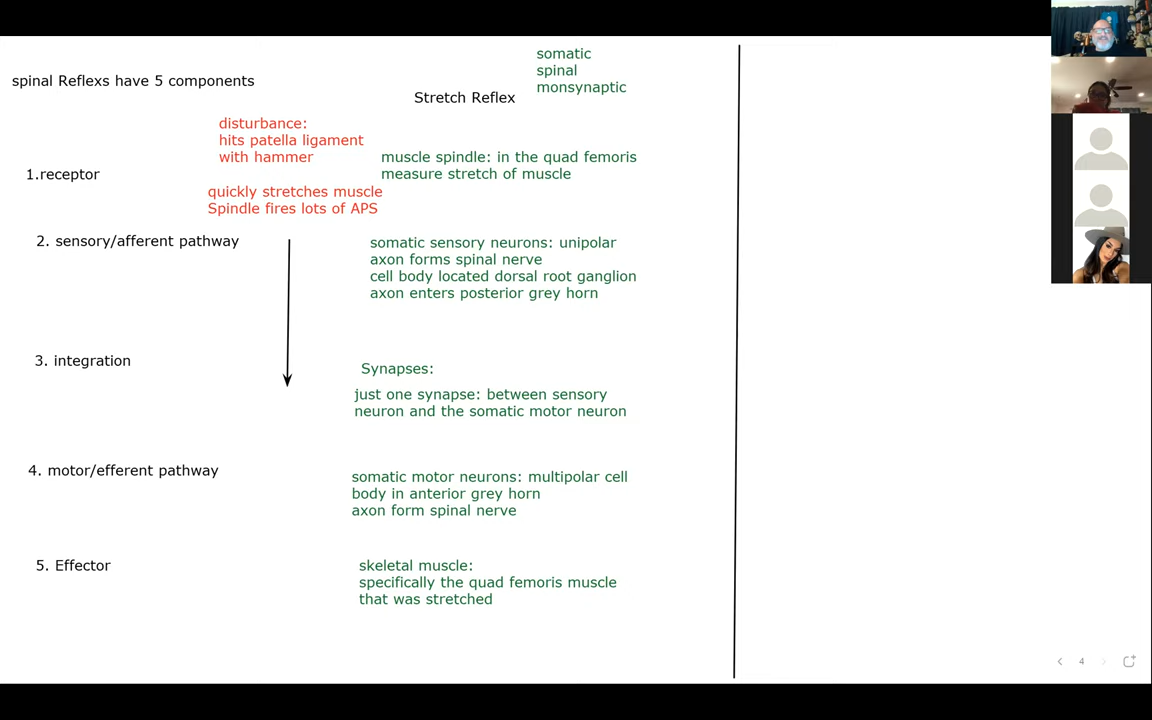 somatic
spinal
monsynaptic
spinal Reflexs have 5 components
Stretch Reflex
disturbance:
hits patella ligament
with hammer
muscle spindle: in the quad femoris
measure stretch of muscle
1.receptor
quickly stretches muscle
Spindle fires lots of APS
2. sensory/afferent pathway
somatic sensory neurons: unipolar
axon forms spinal nerve
cell body located dorsal root ganglion
axon enters posterior grey horn
3. integration
Synapses:
just one synapse: between sensory
neuron and the somatic motor neuron
4. motor/efferent pathway
somatic motor neurons: multipolar cell
body in anterior grey horn
axon form spinal nerve
5. Effector
skeletal muscle:
specifically the quad femoris muscle
that was stretched
4